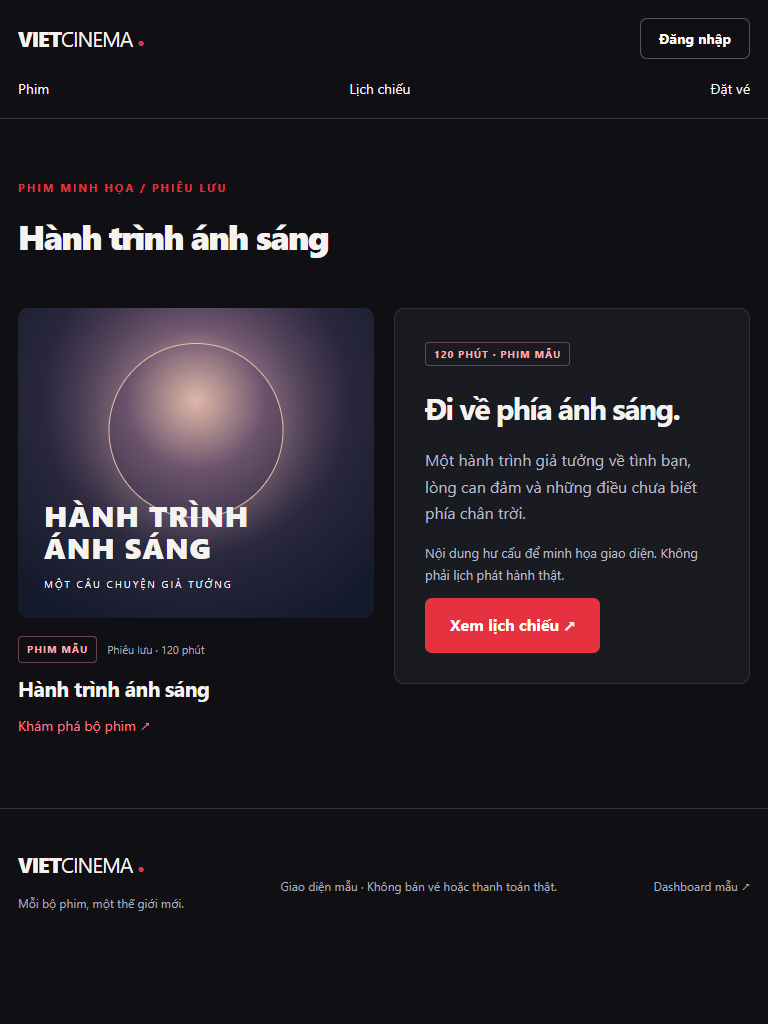 VIETCINEMA
Đăng nhập
Phim
Lịch chiếu
Đặt vé
PHIM MINH HỌA / PHIÊU LƯU
Hành trình ánh sáng
HÀNH TRÌNH
ÁNH SÁNG
MỘT CÂU CHUYỆN GIẢ TƯỞNG
PHIM MẪU
Phiêu lưu · 120 phút
Hành trình ánh sáng
Khám phá bộ phim ↗
120 PHÚT · PHIM MẪU
Đi về phía ánh sáng.
Một hành trình giả tưởng về tình bạn,
lòng can đảm và những điều chưa biết
phía chân trời.
Nội dung hư cấu để minh họa giao diện. Không
phải lịch phát hành thật.
Xem lịch chiếu ↗
VIETCINEMA
Mỗi bộ phim, một thế giới mới.
Giao diện mẫu · Không bán vé hoặc thanh toán thật.
Dashboard mẫu ↗